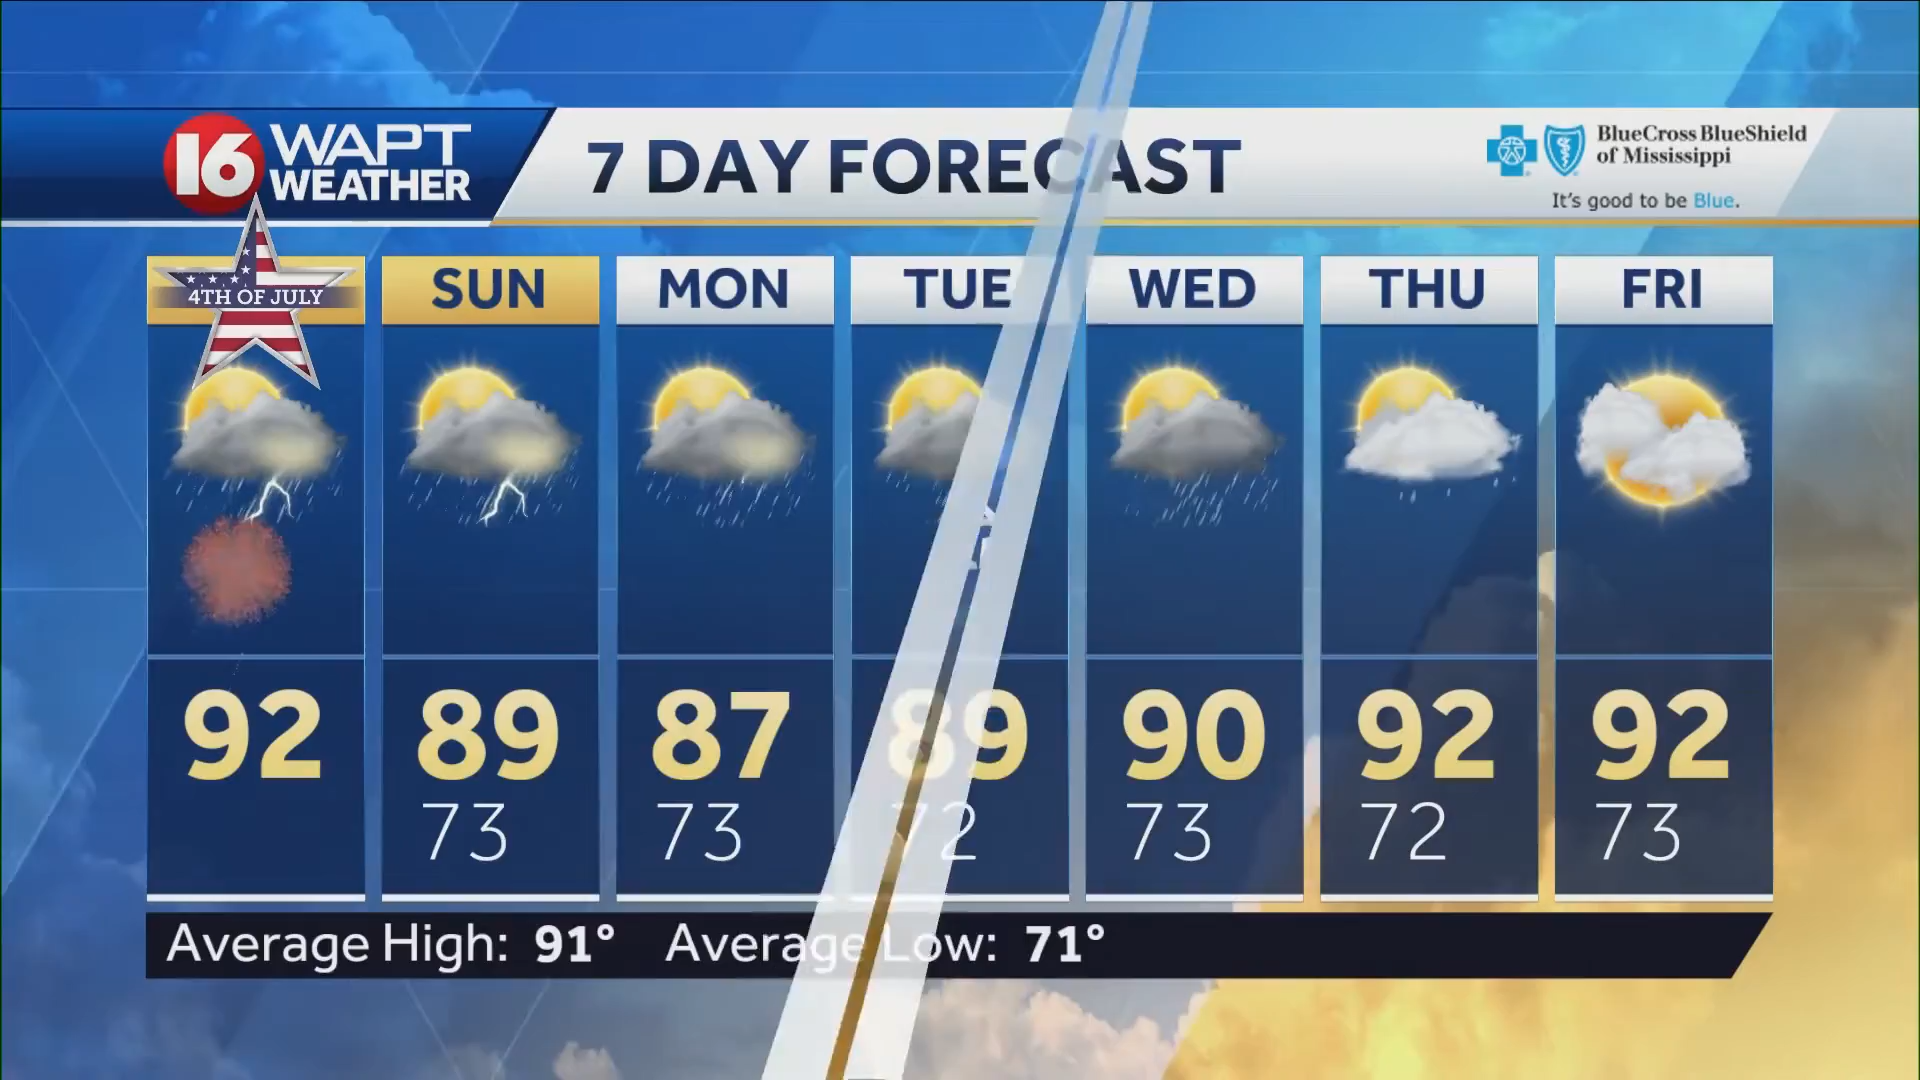 16 WAPT
WEATHER
7 DAY FORECAST
BlueCross BlueShield
of Mississippi
It's good to be Blue.
4TH OF JULY
SUN
MON
TUE
WED
THU
FRI
92
89
87
89
90
92
92
73
73
72
73
72
73
Average High: 91° Average Low: 71°